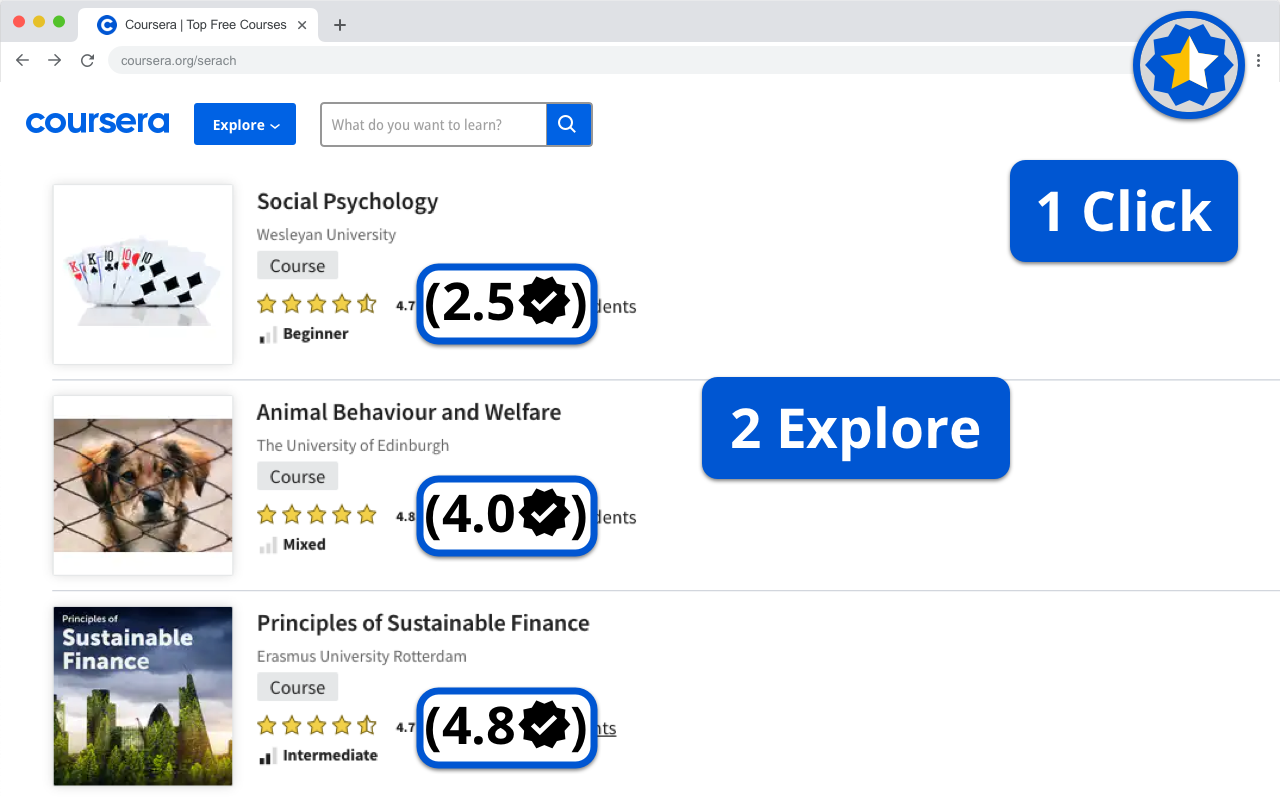 Coursera | Top Free Courses
coursera.org/serach
coursera
Explore
What do you want to learn?
1 Click
Social Psychology
Wesleyan University
Course
4.7 (2.5) dents
Beginner
2 Explore
Animal Behaviour and Welfare
The University of Edinburgh
Course
4.8 (4.0) dents
Mixed
Principles of
Sustainable
Finance
Principles of Sustainable Finance
Erasmus University Rotterdam
Course
4.7 (4.8) nts
Intermediate